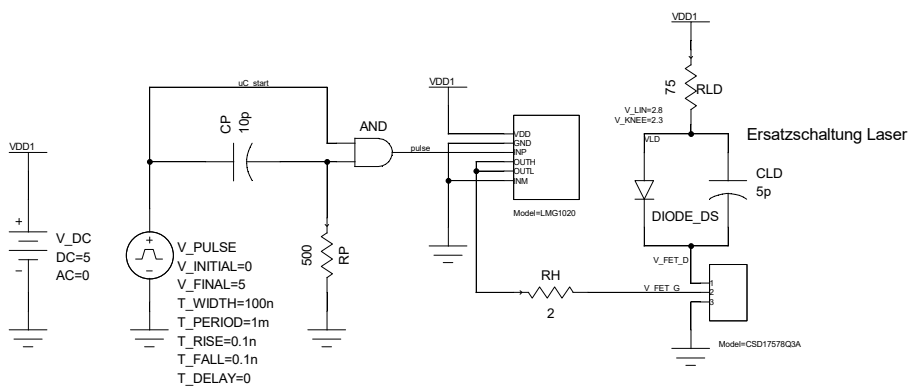 VDD1
uC_start
CP
10p
AND
VDD1
pulse
VDD
GND
INP
OUTH
OUTL
INM
Model=LMG1020
VDD1
75
RLD
V_LIN=2.8
V_KNEE=2.3
VLD
Ersatzschaltung Laser
CLD
5p
DIODE_DS
VDD1
+
V_DC
DC=5
AC=0
+
V_PULSE
V_INITIAL=0
V_FINAL=5
T_WIDTH=100n
T_PERIOD=1m
T_RISE=0.1n
T_FALL=0.1n
T_DELAY=0
500
RP
RH
2
V_FET_D
V_FET_G
1
2
3
Model=CSD17578Q3A